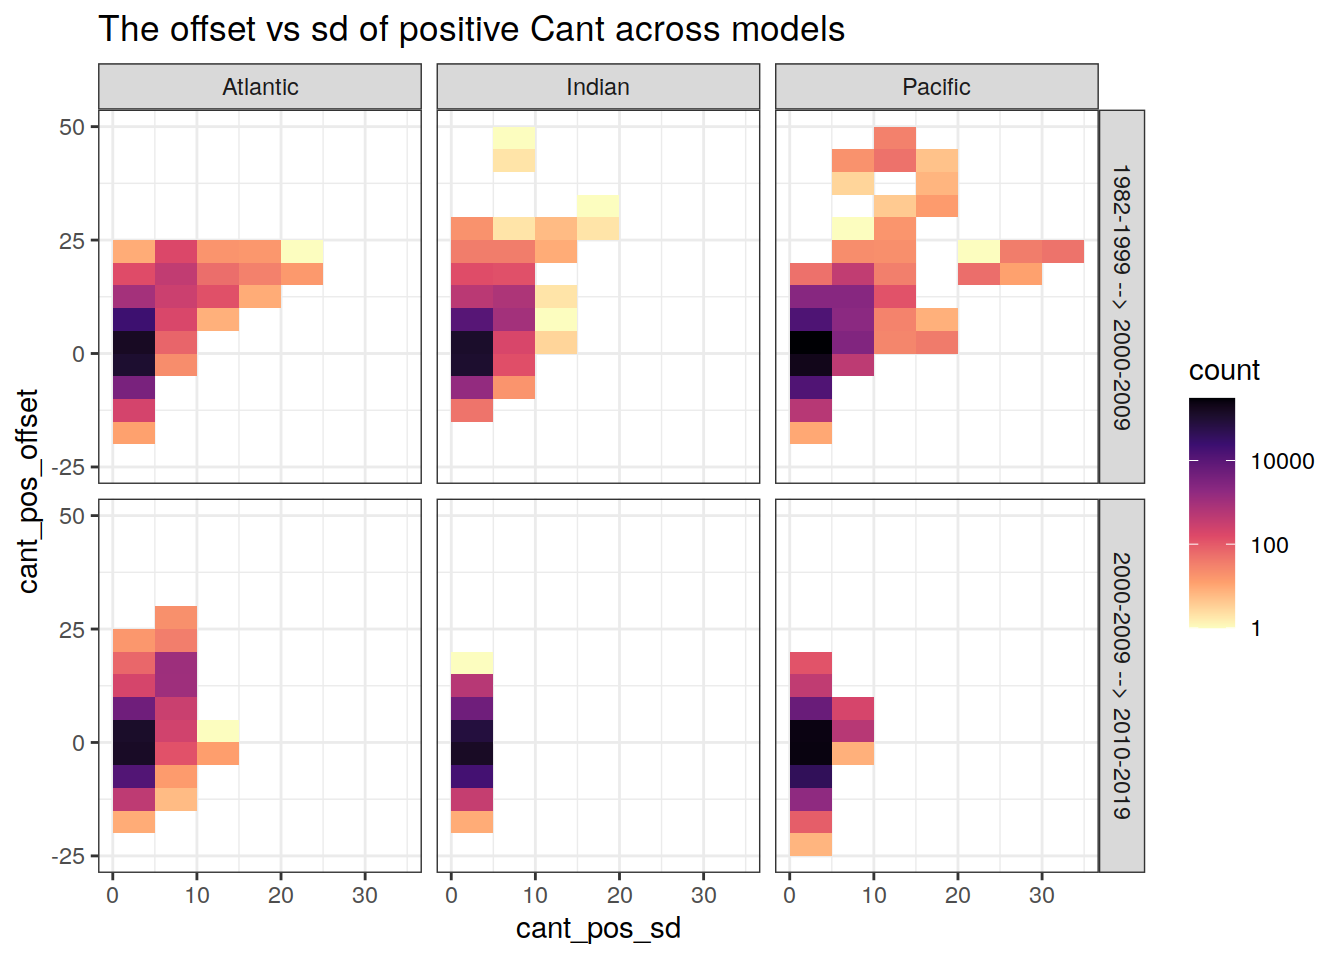 The offset vs sd of positive Cant across models
Atlantic
Indian
Pacific
50
25
0
-25
1982-1999 --> 2000-2009
50
25
0
-25
2000-2009 --> 2010-2019
0 10 20 30
0 10 20 30
0 10 20 30
cant_pos_sd
cant_pos_offset
count
10000
100
1